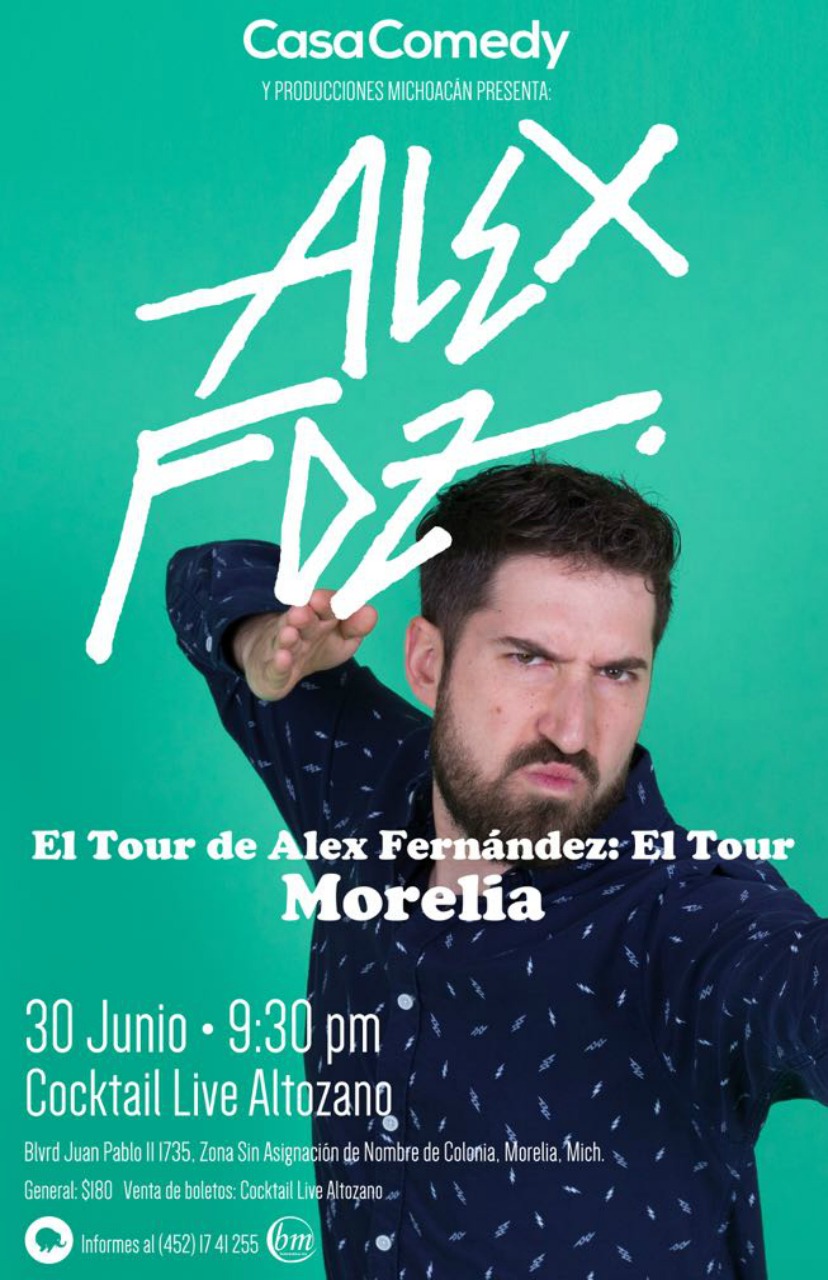 CasaComedy
Y PRODUCCIONES MICHOACÁN PRESENTA:
ALEX
FDZ.
El Tour de Alex Fernández: El Tour
Morelia
30 Junio • 9:30 pm
Cocktail Live Altozano
Blvrd Juan Pablo II 1735, Zona Sin Asignación de Nombre de Colonia, Morelia, Mich.
General: $180 Venta de boletos: Cocktail Live Altozano
Informes al (452) 17 41 255 bm